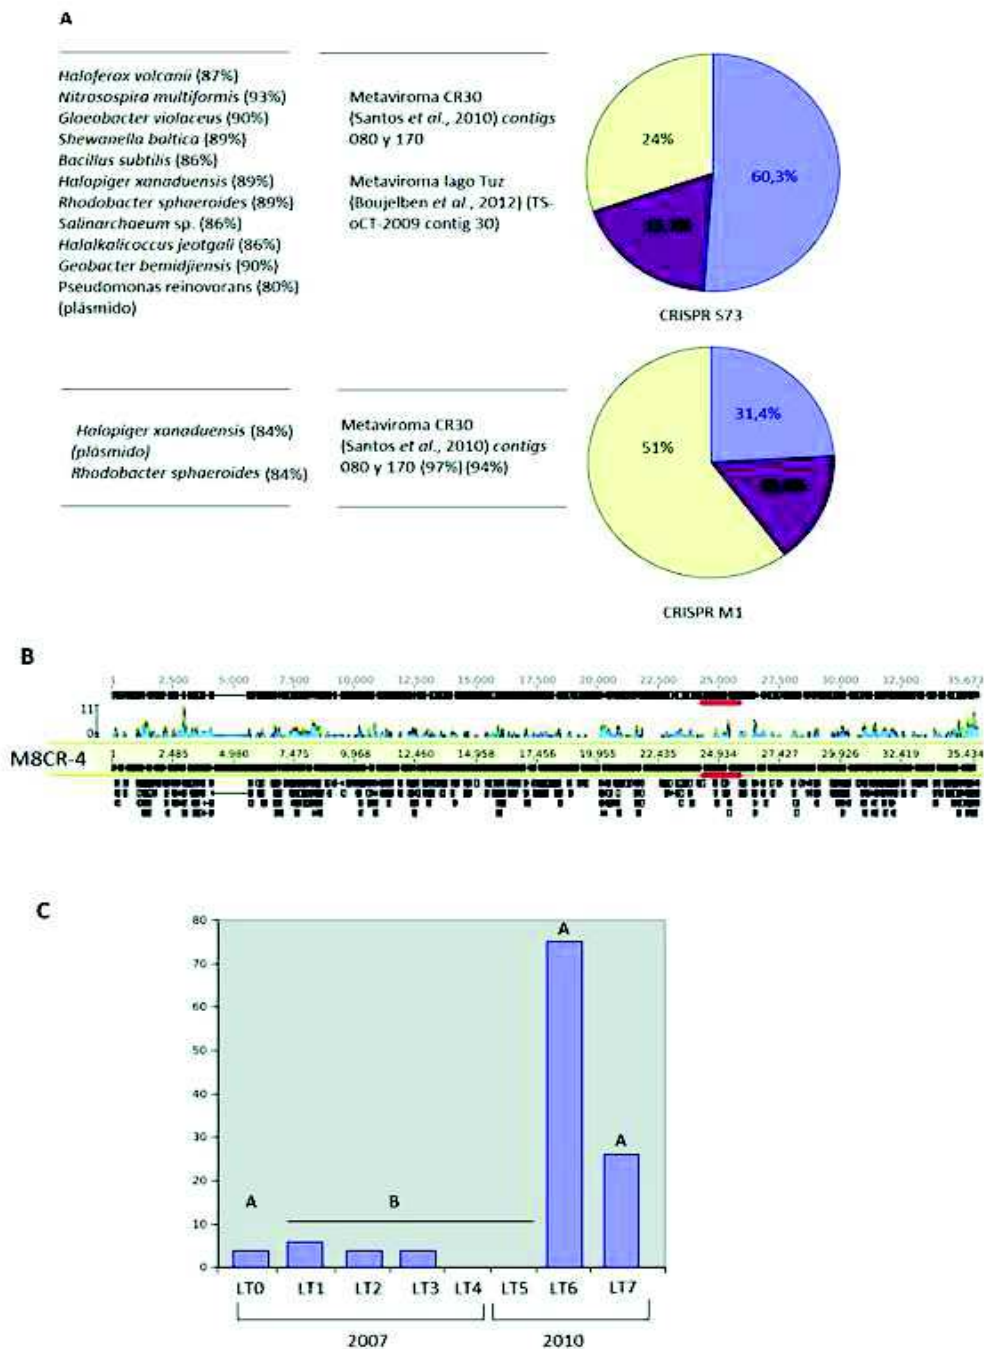 A
Haloferax volcanii (87%)
Nitrosospira multiformis (93%)
Gloeobacter violaceus (90%)
Shewanella baltica (89%)
Bacillus subtilis (86%)
Halopiger xanaduensis (89%)
Rhodobacter sphaeroides (89%)
Salinarchaeum sp. (86%)
Halalkalicoccus jeotgali (86%)
Geobacter bemidjiensis (90%)
Pseudomonas reinovorans (80%)
(plásmido)
Metaviroma CR30
(Santos et al., 2010) contigs
080 y 170
Metaviroma lago Tuz
(Boujelben et al., 2012) (TS-
oCT-2009 contig 30)
24%
60,3%
CRISPR S73
Halopiger xanaduensis (84%)
(plásmido)
Rhodobacter sphaeroides (84%)
Metaviroma CR30
(Santos et al., 2010) contigs
080 y 170 (97%) (94%)
51%
31,4%
CRISPR M1
B
1 2,500 5,000 7,500 10,000 12,500 15,000 17,500 20,000 22,500 25,000 27,500 30,000 32,500 35,673
11
0
M8CR-4
1 2.485 4.980 7.475 9.968 12.460 14.958 17.456 19.955 22.435 24.934 27.427 29.926 32.419 35.434
C
80
70
60
50
40
30
20
10
0
A
B
A
A
LT0 LT1 LT2 LT3 LT4 LT5 LT6 LT7
2007 2010